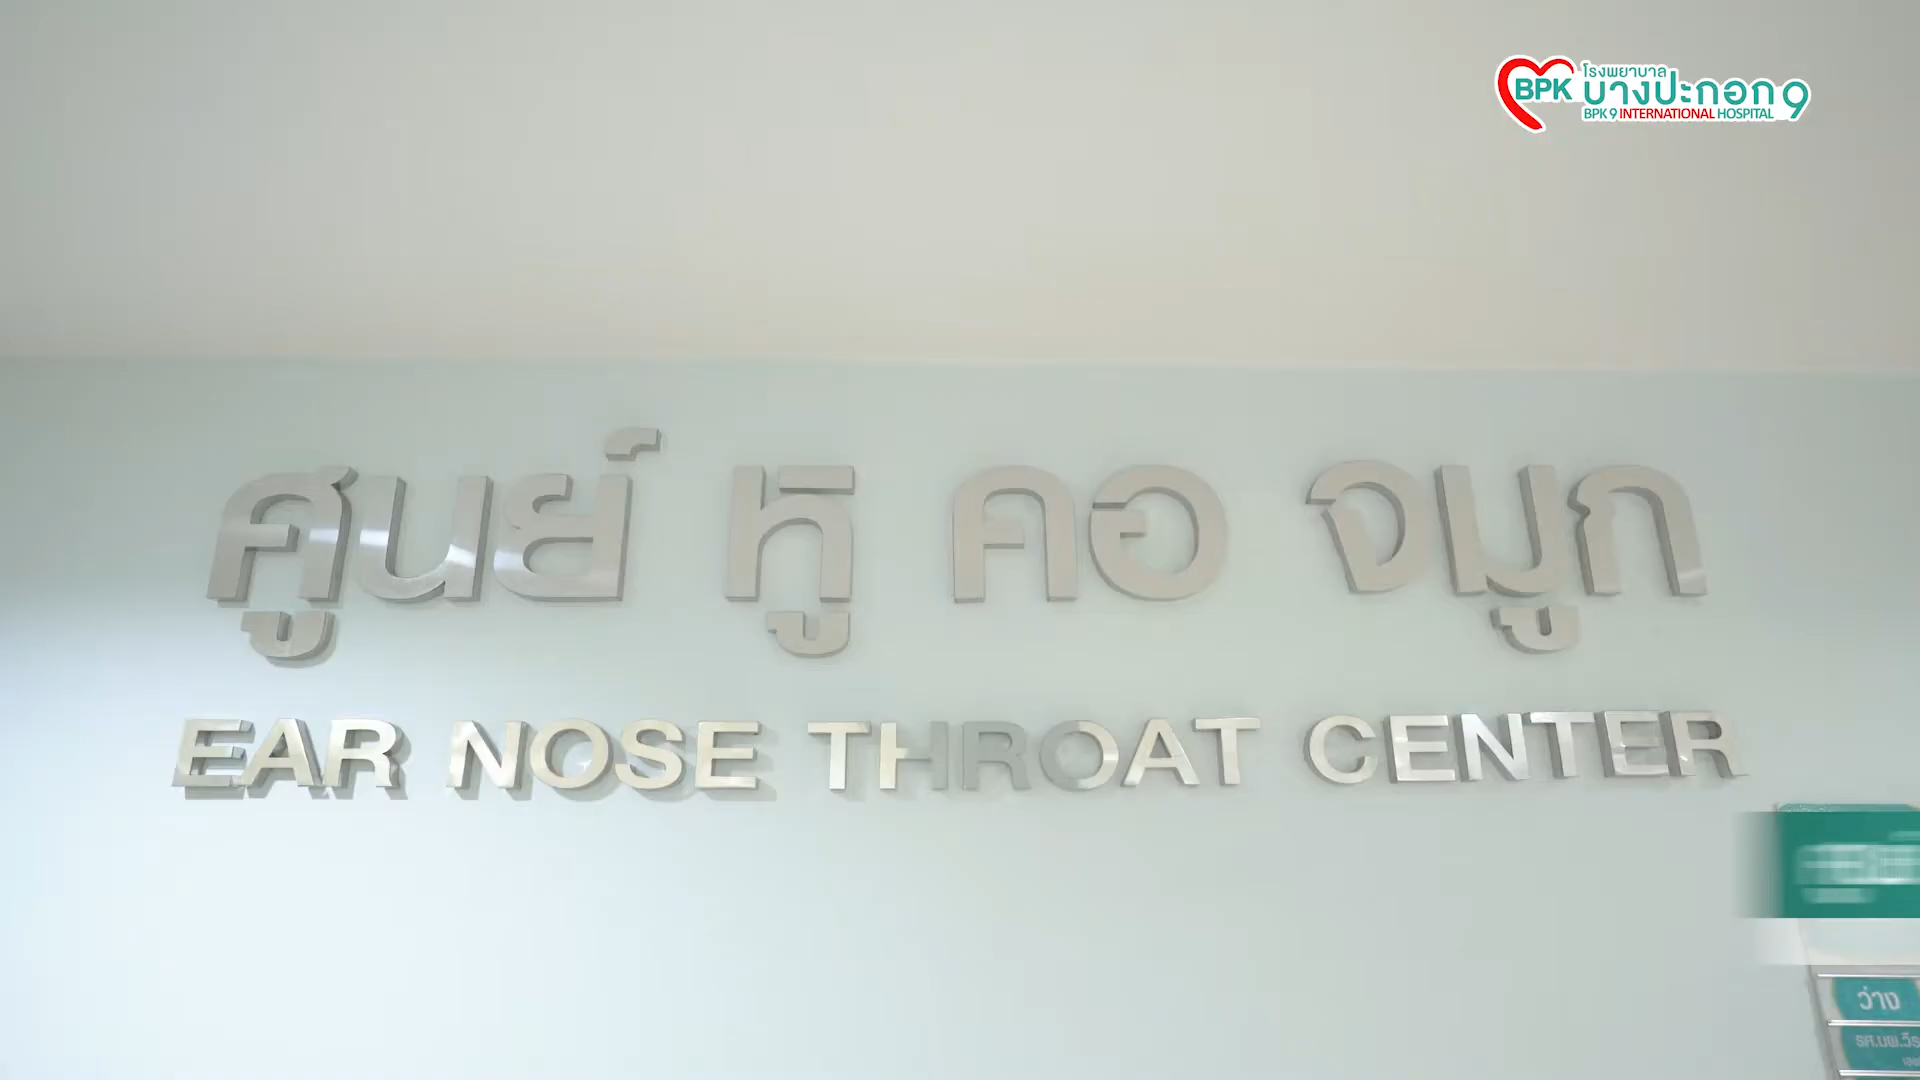 โรงพยาบาล
BPK บางปะกอก 9
BPK 9 INTERNATIONAL HOSPITAL
ศูนย์ หู คอ จมูก
EAR NOSE THROAT CENTER
ว่าง